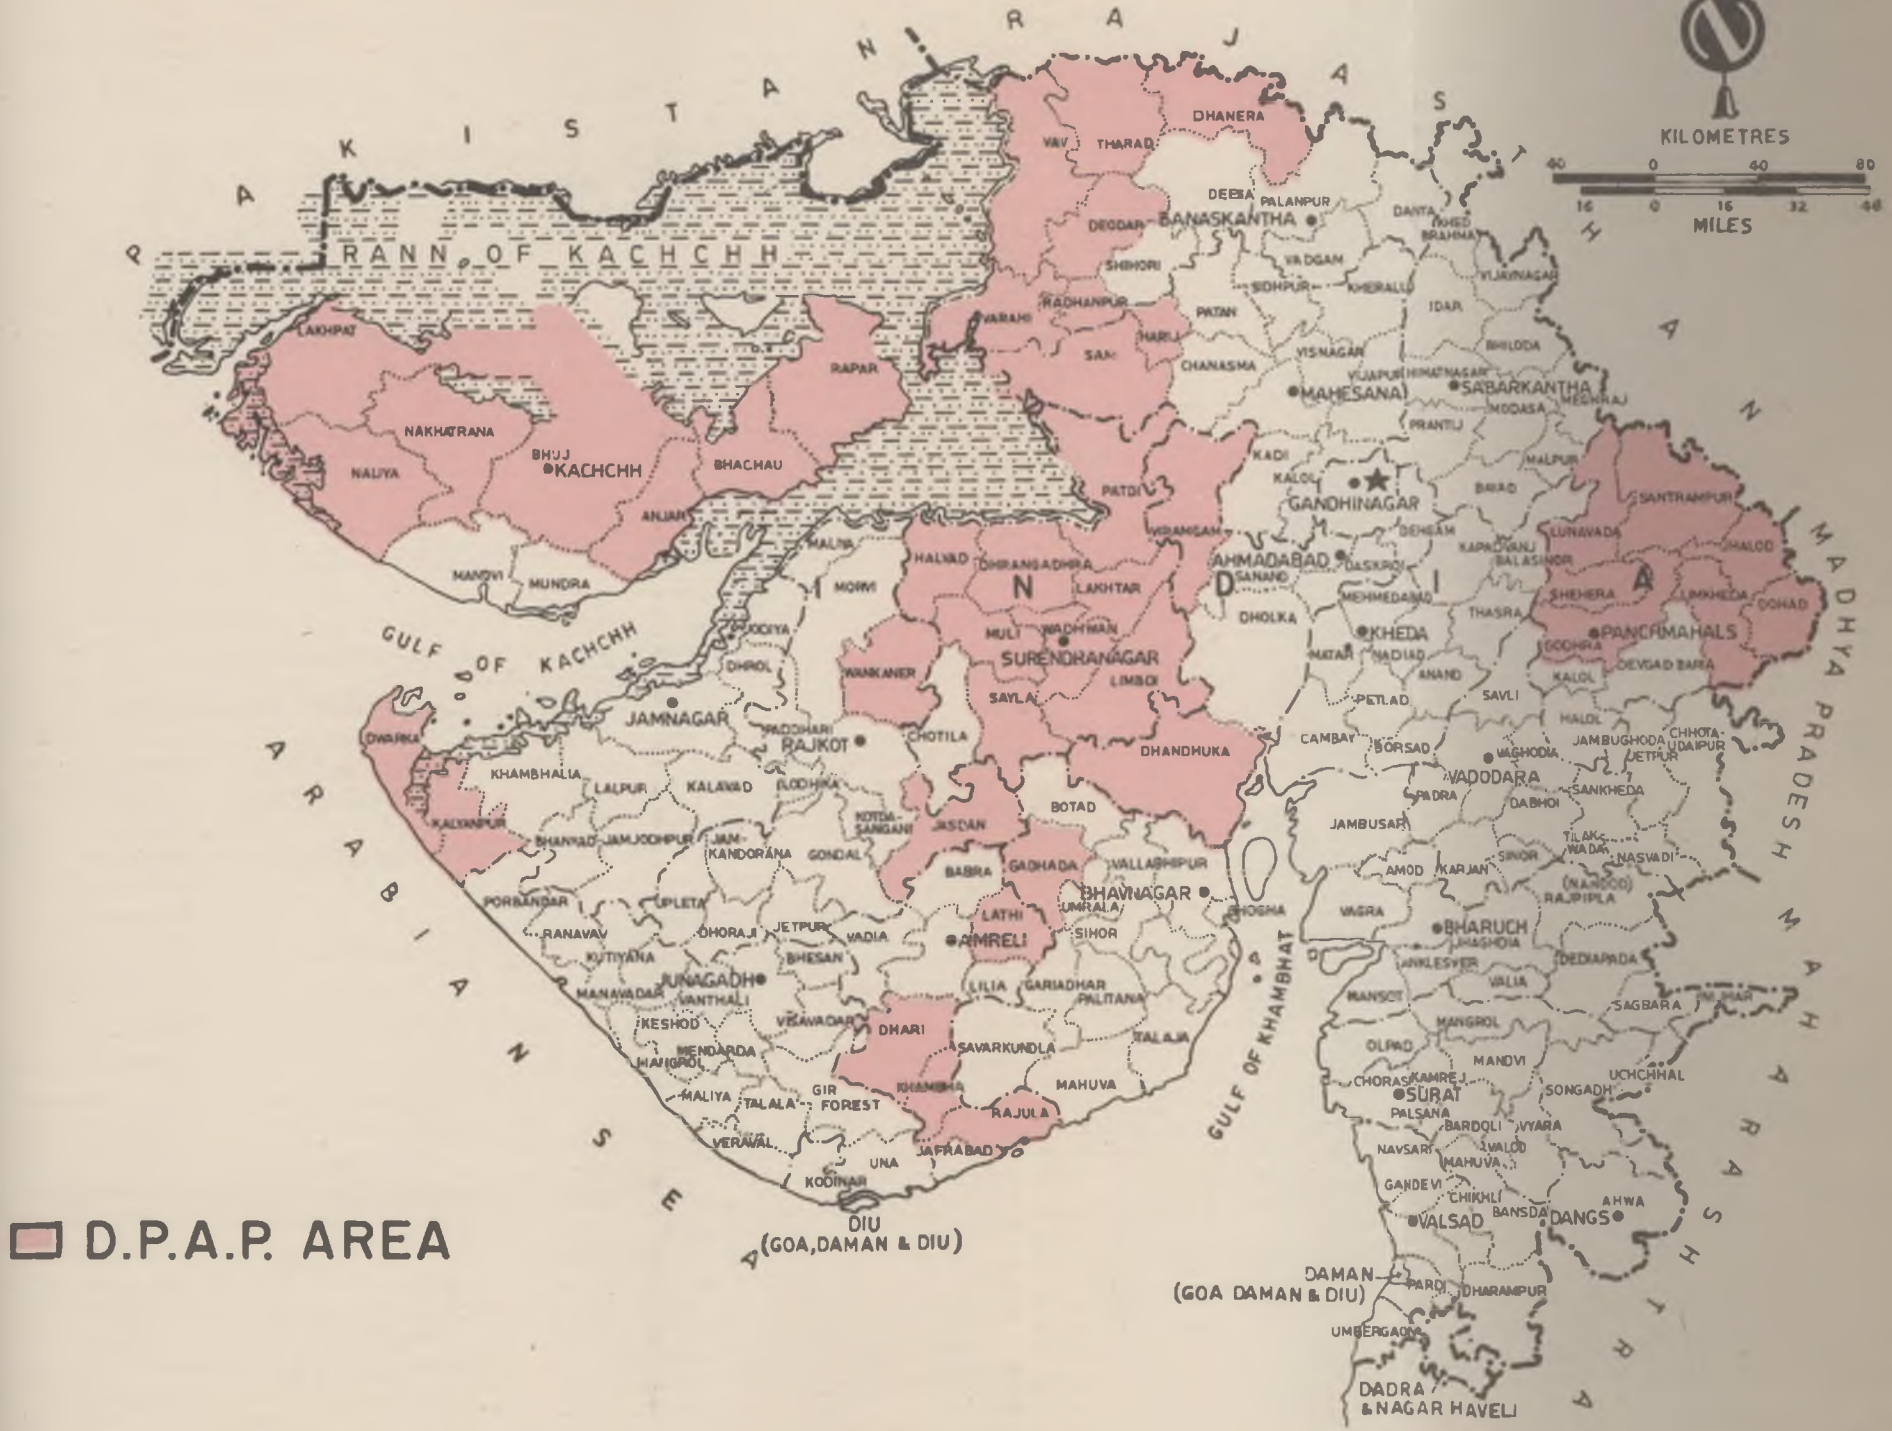 PAKISTAN
RAJASTHAN
KILOMETRES
40 0 40 80
16 0 16 32 48
MILES
RANN OF KACHCHH
VAV
THARAD
DHANERA
DEESA
PALANPUR
BANASKANTHA
DANTA
KHED BRAHMA
DEODAR
SHIHORI
VADGAM
VIJAYNAGAR
SIDHPUR
KHERALU
IDAR
RADHANPUR
VARAHI
PATAN
HARIJ
SAMI
CHANASMA
VISNAGAR
BHILODA
VIJAPUR
HIMATNAGAR
MAHESANA
SABARKANTHA
MEGHRAJ
MODASA
PRANTIJ
LAKHPAT
RAPAR
NAKHATRANA
BHUJ
KACHCHH
NALIYA
BHACHAU
ANJAR
MANDVI
MUNDRA
KADI
KALOL
GANDHINAGAR
MALPUR
BAYAD
SANTRAMPUR
PATDI
VIRAMGAM
LUNAVADA
JHALOD
DEHGAM
KAPADVANJ
BALASINOR
AHMADABAD
DASKROI
SANAND
MALIYA
MORVI
HALVAD
DHRANGADHRA
LAKHTAR
INDIA
MEHMEDABAD
SHEHERA
LIMKHEDA
DOHAD
DHOLKA
THASRA
KHEDA
PANCHMAHALS
GODHRA
MATAR
NADIAD
DEVGAD BARIA
ANAND
KALOL
MULI
WADHWAN
SURENDRANAGAR
LIMBDI
SAYLA
WANKANER
JODIYA
DHROL
GULF OF KACHCHH
JAMNAGAR
PADDHARI
RAJKOT
CHOTILA
DHANDHUKA
PETLAD
SAVLI
HALOL
CAMBAY
BORSAD
VAGHODIA
JAMBUGHODA
CHHOTA-UDAIPUR
JETPUR
VADODARA
PADRA
DABHOI
SANKHEDA
MADHYA PRADESH
DWARKA
KHAMBHALIA
LALPUR
KALAVAD
LODHIKA
KALYANPUR
BHANVAD
JAMJODHPUR
JAM-KANDORANA
GONDAL
KOTDA-SANGANI
JASDAN
BOTAD
JAMBUSAR
TILAK-WADA
SINOR
NASVADI
BABRA
GADHADA
VALLABHIPUR
AMOD
KARJAN
(NANDOD)
RAJPIPLA
BHAVNAGAR
UMRALA
GHOGHA
VAGRA
BHARUCH
JHAGADIA
PORBANDAR
UPLETA
LATHI
AMRELI
SIHOR
RANAVAV
DHORAJI
JETPUR
VADIA
KUTIYANA
BHESAN
JUNAGADH
MANAVADAR
VANTHALI
LILIA
GARIADHAR
PALITANA
ANKLESVER
DEDIAPADA
HANSOT
VALIA
SAGBARA
KESHOD
VISAVADAR
DHARI
MENDARDA
MANGROL
SAVARKUNDLA
TALAJA
MANGROL
OLPAD
MANDVI
UCHCHHAL
CHORASI
KAMREJ
SURAT
SONGADH
PALSANA
KHAMBHA
MAHUVA
MALIYA
TALALA
GIR FOREST
RAJULA
JAFRABAD
VERAVAL
UNA
KODINAR
GULF OF KHAMBHAT
BARDOLI
VYARA
NAVSARI
VALOD
MAHUVA
GANDEVI
CHIKHLI
BANSDA
AHWA
DANGS
VALSAD
MAHARASHTRA
ARABIAN SEA
DIU
(GOA, DAMAN & DIU)
D.P.A.P. AREA
DAMAN
(GOA DAMAN & DIU)
PARDI
DHARAMPUR
UMBERGAON
DADRA
& NAGAR HAVELI